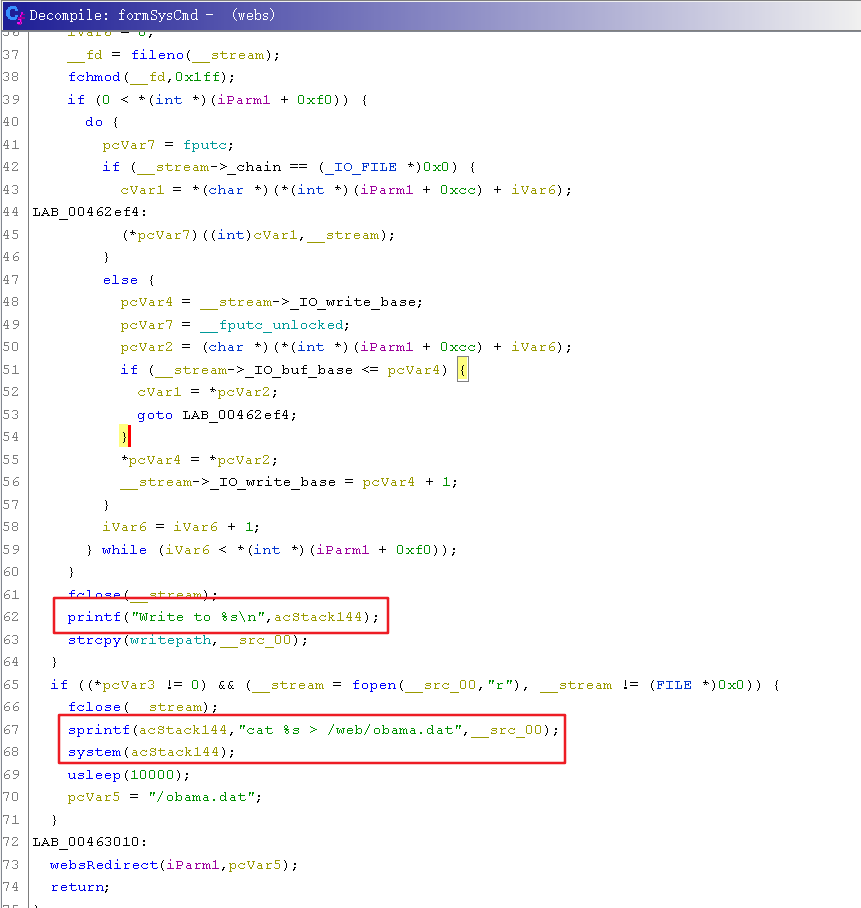 Decompile: formSysCmd - (webs)
36 iVar6 = 0;
37 __fd = fileno(__stream);
38 fchmod(__fd,0x1ff);
39 if (0 < *(int *)(iParm1 + 0xf0)) {
40 do {
41 pcVar7 = fputc;
42 if (__stream->_chain == (_IO_FILE *)0x0) {
43 cVar1 = *(char *)(*(int *)(iParm1 + 0xcc) + iVar6);
44 LAB_00462ef4:
45 (*pcVar7)((int)cVar1,__stream);
46 }
47 else {
48 pcVar4 = __stream->_IO_write_base;
49 pcVar7 = __fputc_unlocked;
50 pcVar2 = (char *)(*(int *)(iParm1 + 0xcc) + iVar6);
51 if (__stream->_IO_buf_base <= pcVar4) {
52 cVar1 = *pcVar2;
53 goto LAB_00462ef4;
54 }
55 *pcVar4 = *pcVar2;
56 __stream->_IO_write_base = pcVar4 + 1;
57 }
58 iVar6 = iVar6 + 1;
59 } while (iVar6 < *(int *)(iParm1 + 0xf0));
60 }
61 fclose(__stream);
62 printf("Write to %s\n",acStack144);
63 strcpy(writepath,__src_00);
64 }
65 if ((*pcVar3 != 0) && (__stream = fopen(__src_00,"r"), __stream != (FILE *)0x0)) {
66 fclose(__stream);
67 sprintf(acStack144,"cat %s > /web/obama.dat",__src_00);
68 system(acStack144);
69 usleep(10000);
70 pcVar5 = "/obama.dat";
71 }
72 LAB_00463010:
73 websRedirect(iParm1,pcVar5);
74 return;